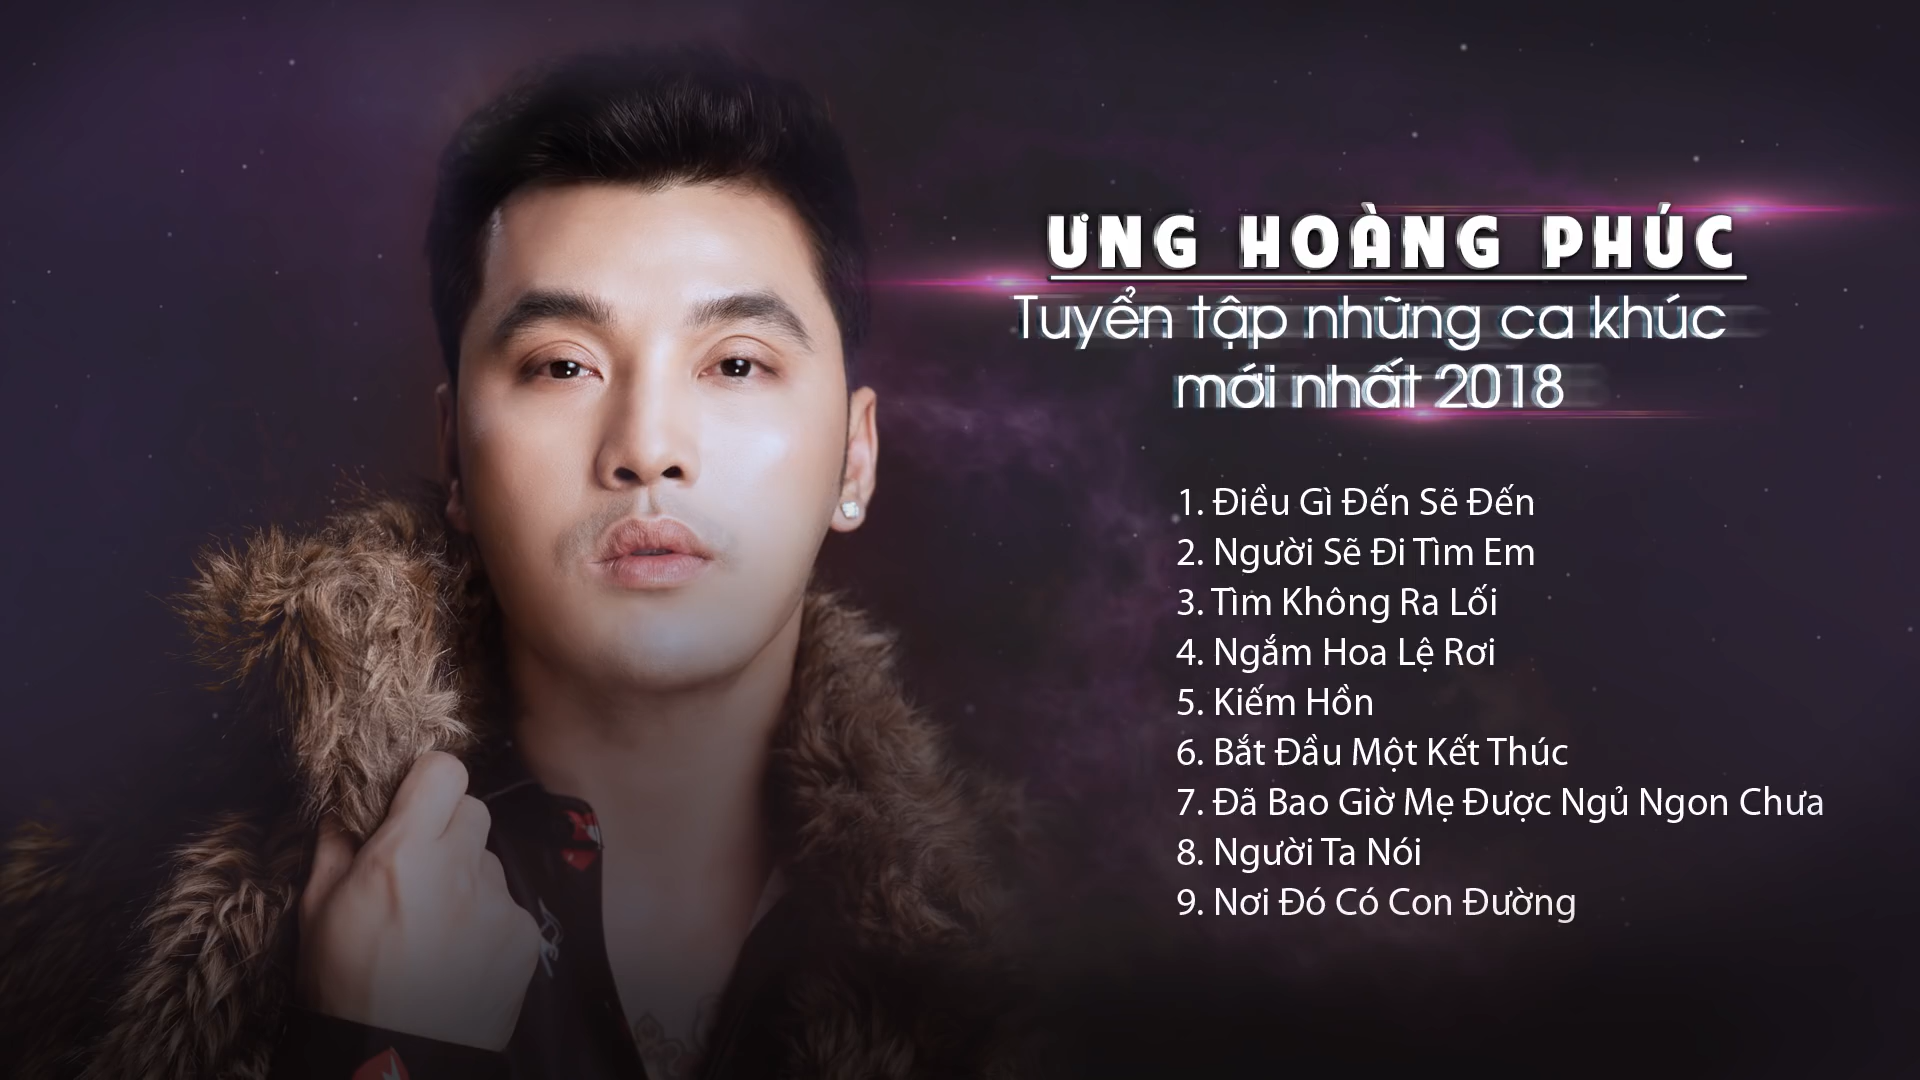 ƯNG HOÀNG PHÚC
Tuyển tập những ca khúc
mới nhất 2018
1. Điều Gì Đến Sẽ Đến
2. Người Sẽ Đi Tìm Em
3. Tìm Không Ra Lối
4. Ngắm Hoa Lệ Rơi
5. Kiếm Hồn
6. Bắt Đầu Một Kết Thúc
7. Đã Bao Giờ Mẹ Được Ngủ Ngon Chưa
8. Người Ta Nói
9. Nơi Đó Có Con Đường